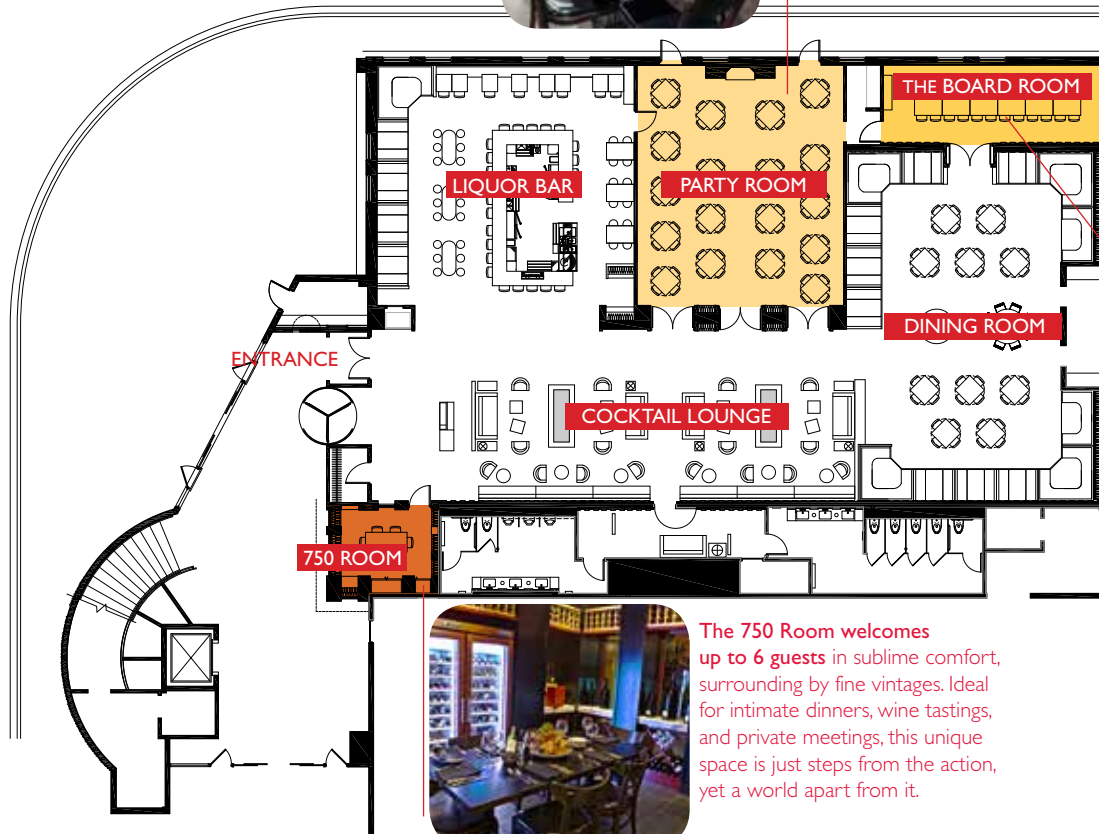 THE BOARD ROOM
LIQUOR BAR
PARTY ROOM
DINING ROOM
ENTRANCE
COCKTAIL LOUNGE
750 ROOM
The 750 Room welcomes
up to 6 guests in sublime comfort,
surrounding by fine vintages. Ideal
for intimate dinners, wine tastings,
and private meetings, this unique
space is just steps from the action,
yet a world apart from it.